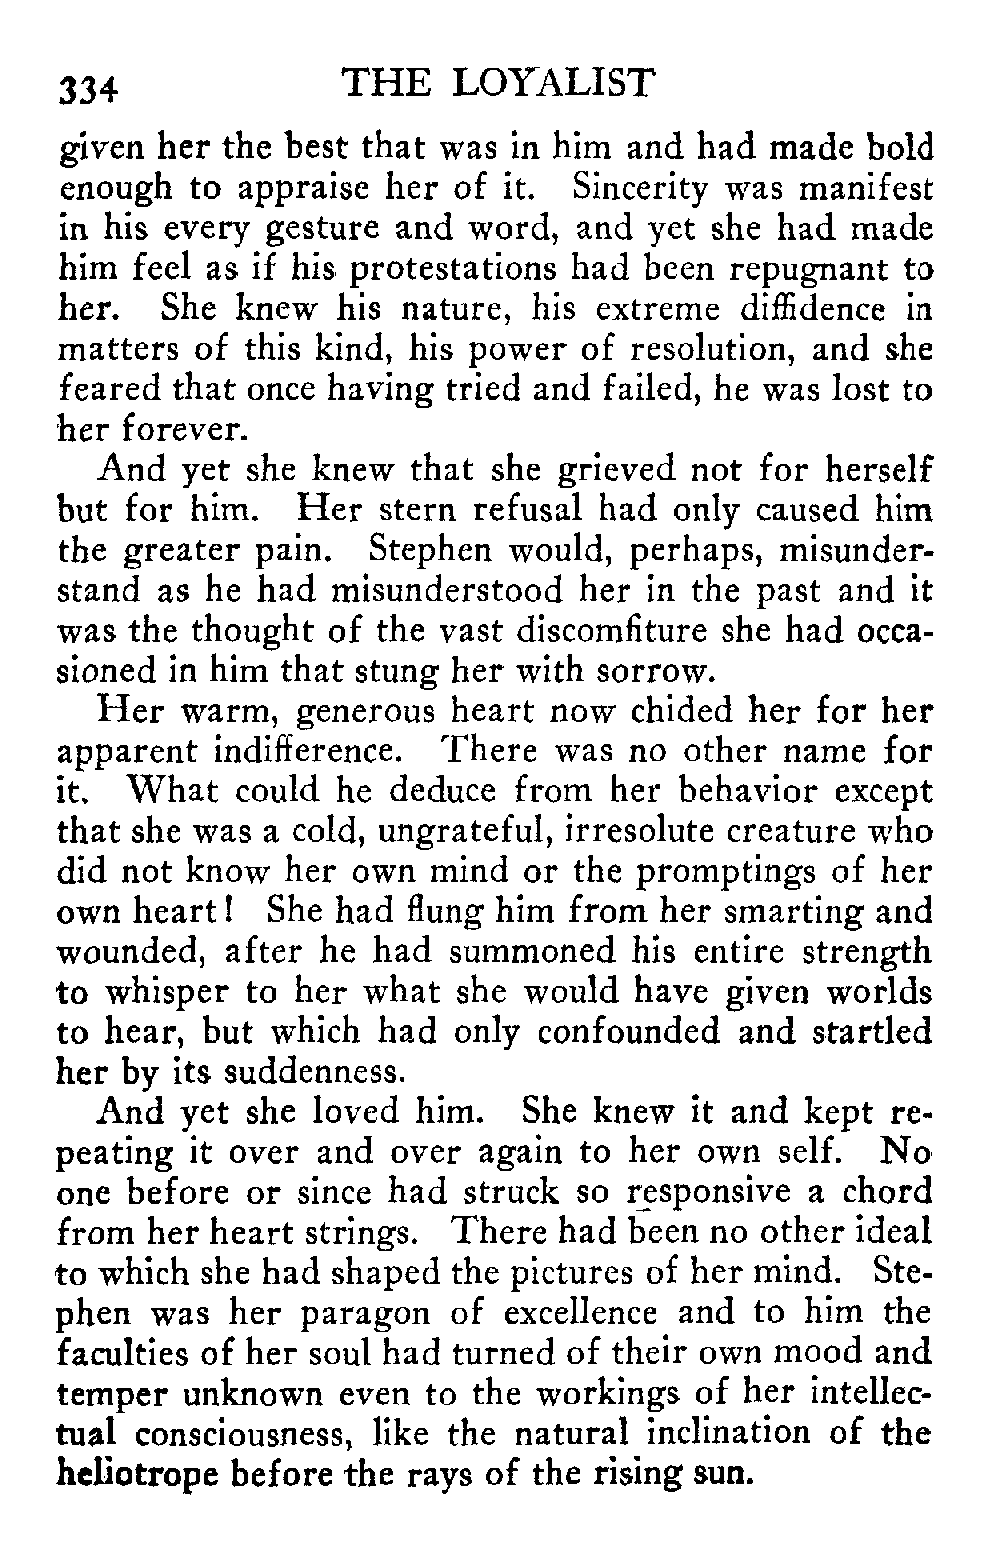 334 THE LOYALIST
given her the best that was in him and had made bold
enough to appraise her of it. Sincerity was manifest
in his every gesture and word, and yet she had made
him feel as if his protestations had been repugnant to
her. She knew his nature, his extreme diffidence in
matters of this kind, his power of resolution, and she
feared that once having tried and failed, he was lost to
her forever.
And yet she knew that she grieved not for herself
but for him. Her stern refusal had only caused him
the greater pain. Stephen would, perhaps, misunder-
stand as he had misunderstood her in the past and it
was the thought of the vast discomfiture she had occa-
sioned in him that stung her with sorrow.
Her warm, generous heart now chided her for her
apparent indifference. There was no other name for
it. What could he deduce from her behavior except
that she was a cold, ungrateful, irresolute creature who
did not know her own mind or the promptings of her
own heart! She had flung him from her smarting and
wounded, after he had summoned his entire strength
to whisper to her what she would have given worlds
to hear, but which had only confounded and startled
her by its suddenness.
And yet she loved him. She knew it and kept re-
peating it over and over again to her own self. No
one before or since had struck so responsive a chord
from her heart strings. There had been no other ideal
to which she had shaped the pictures of her mind. Ste-
phen was her paragon of excellence and to him the
faculties of her soul had turned of their own mood and
temper unknown even to the workings of her intellec-
tual consciousness, like the natural inclination of the
heliotrope before the rays of the rising sun.